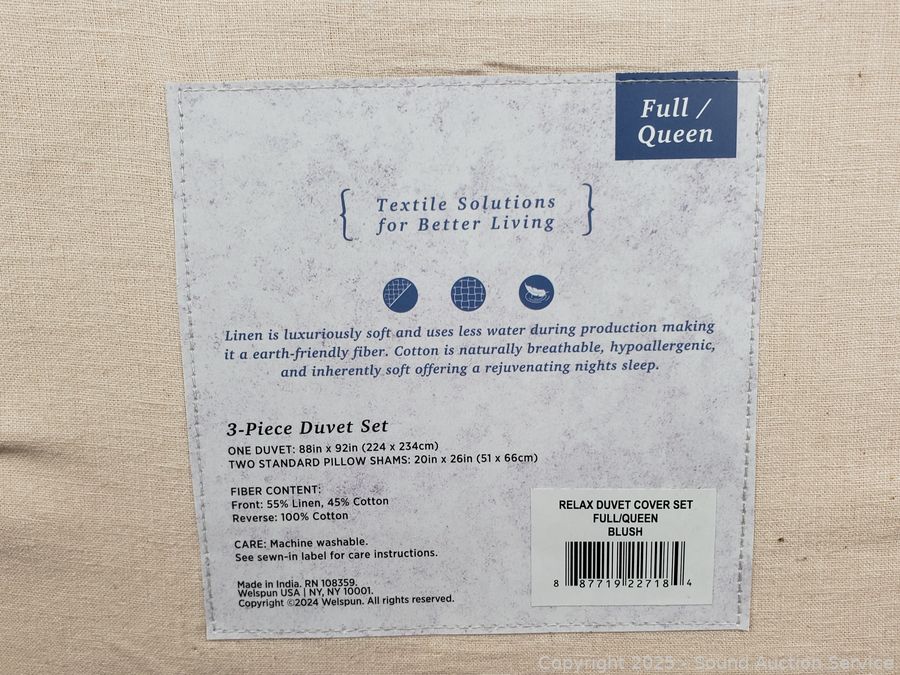 Full /
Queen
Textile Solutions
for Better Living
Linen is luxuriously soft and uses less water during production making
it a earth-friendly fiber. Cotton is naturally breathable, hypoallergenic,
and inherently soft offering a rejuvenating nights sleep.
3-Piece Duvet Set
ONE DUVET: 88in x 92in (224 x 234cm)
TWO STANDARD PILLOW SHAMS: 20in x 26in (51 x 66cm)
FIBER CONTENT:
Front: 55% Linen, 45% Cotton
Reverse: 100% Cotton
CARE: Machine washable.
See sewn-in label for care instructions.
Made in India. RN 108359.
Welspun USA | NY, NY 10001.
Copyright ©2024 Welspun. All rights reserved.
RELAX DUVET COVER SET
FULL/QUEEN
BLUSH
8 87719 22718 4
Copyright 2025 - Sound Auction Service